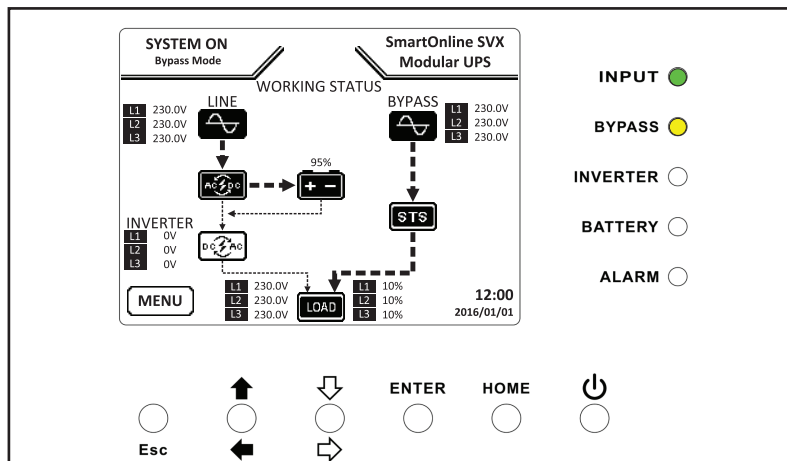 SYSTEM ON
Bypass Mode
SmartOnline SVX
Modular UPS
WORKING STATUS
LINE
L1 230.0V
L2 230.0V
L3 230.0V
BYPASS
L1 230.0V
L2 230.0V
L3 230.0V
AC DC
95%
+ −
STS
INVERTER
L1 0V
L2 0V
L3 0V
DC AC
L1 230.0V
L2 230.0V
L3 230.0V
LOAD
L1 10%
L2 10%
L3 10%
MENU
12:00
2016/01/01
INPUT
BYPASS
INVERTER
BATTERY
ALARM
ENTER
HOME
Esc